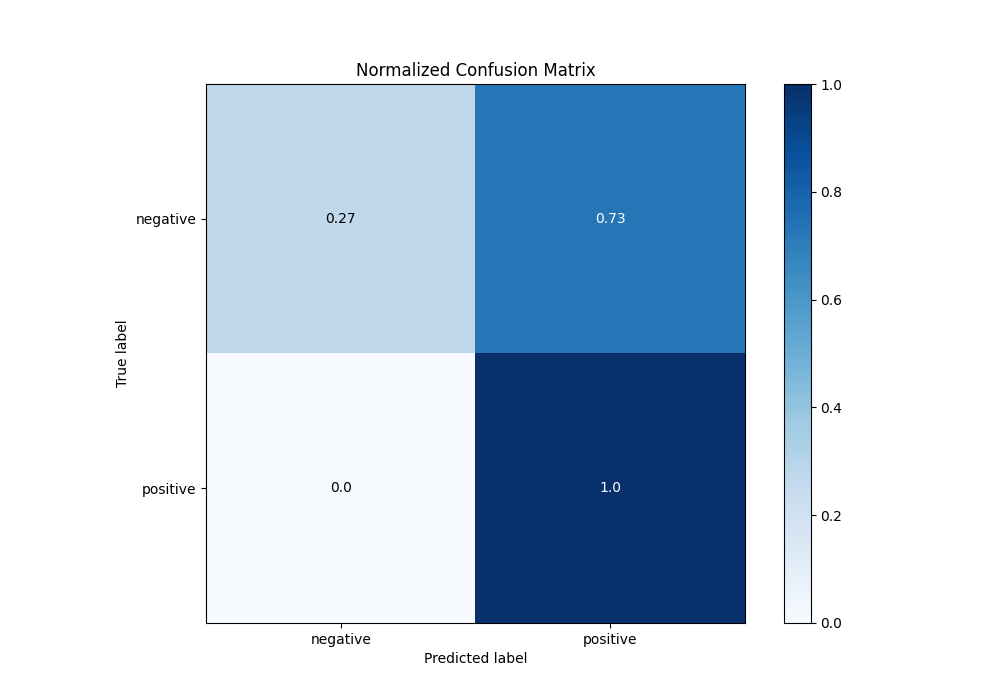 Normalized Confusion Matrix
True label
negative
positive
0.27
0.73
0.0
1.0
negative
positive
Predicted label
1.0
0.8
0.6
0.4
0.2
0.0